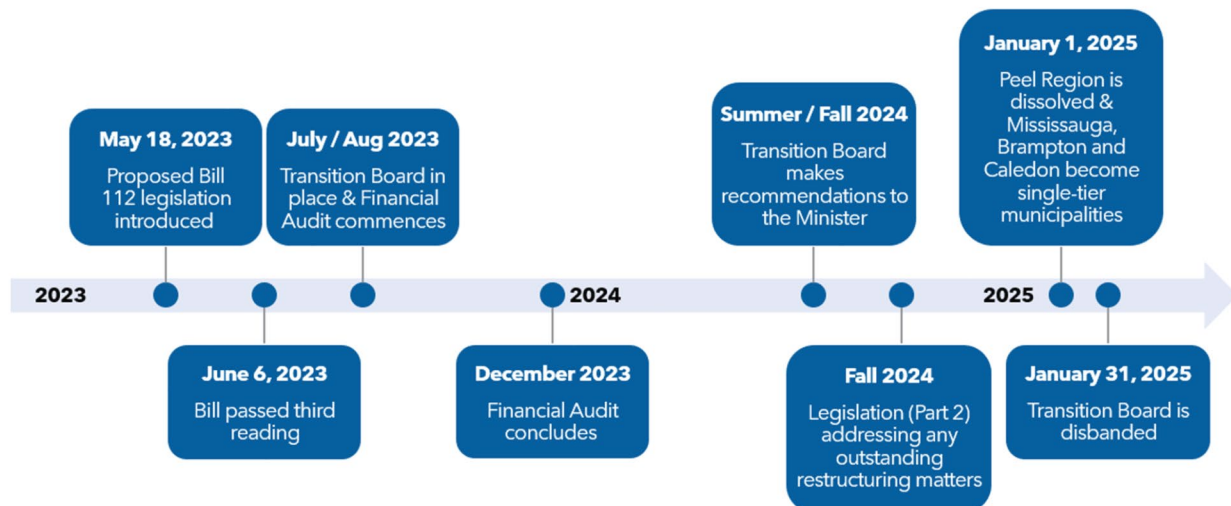 May 18, 2023
Proposed Bill
112 legislation
introduced
July / Aug 2023
Transition Board in
place & Financial
Audit commences
Summer / Fall 2024
Transition Board
makes
recommendations to
the Minister
January 1, 2025
Peel Region is
dissolved &
Mississauga,
Brampton and
Caledon become
single-tier
municipalities
2023
2024
2025
June 6, 2023
Bill passed third
reading
December 2023
Financial Audit
concludes
Fall 2024
Legislation (Part 2)
addressing any
outstanding
restructuring matters
January 31, 2025
Transition Board is
disbanded